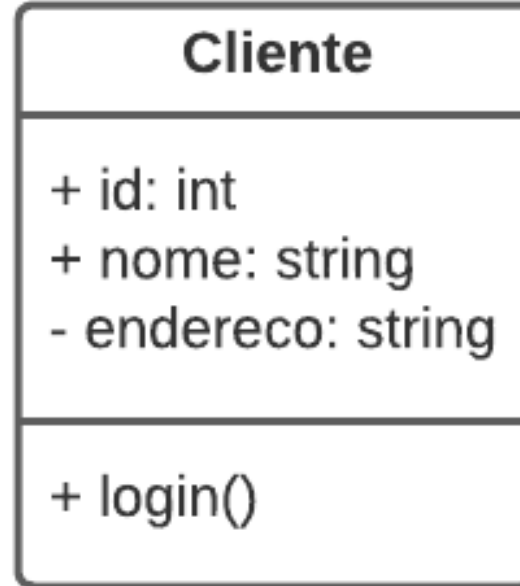 Cliente
+ id: int
+ nome: string
- endereco: string
+ login()